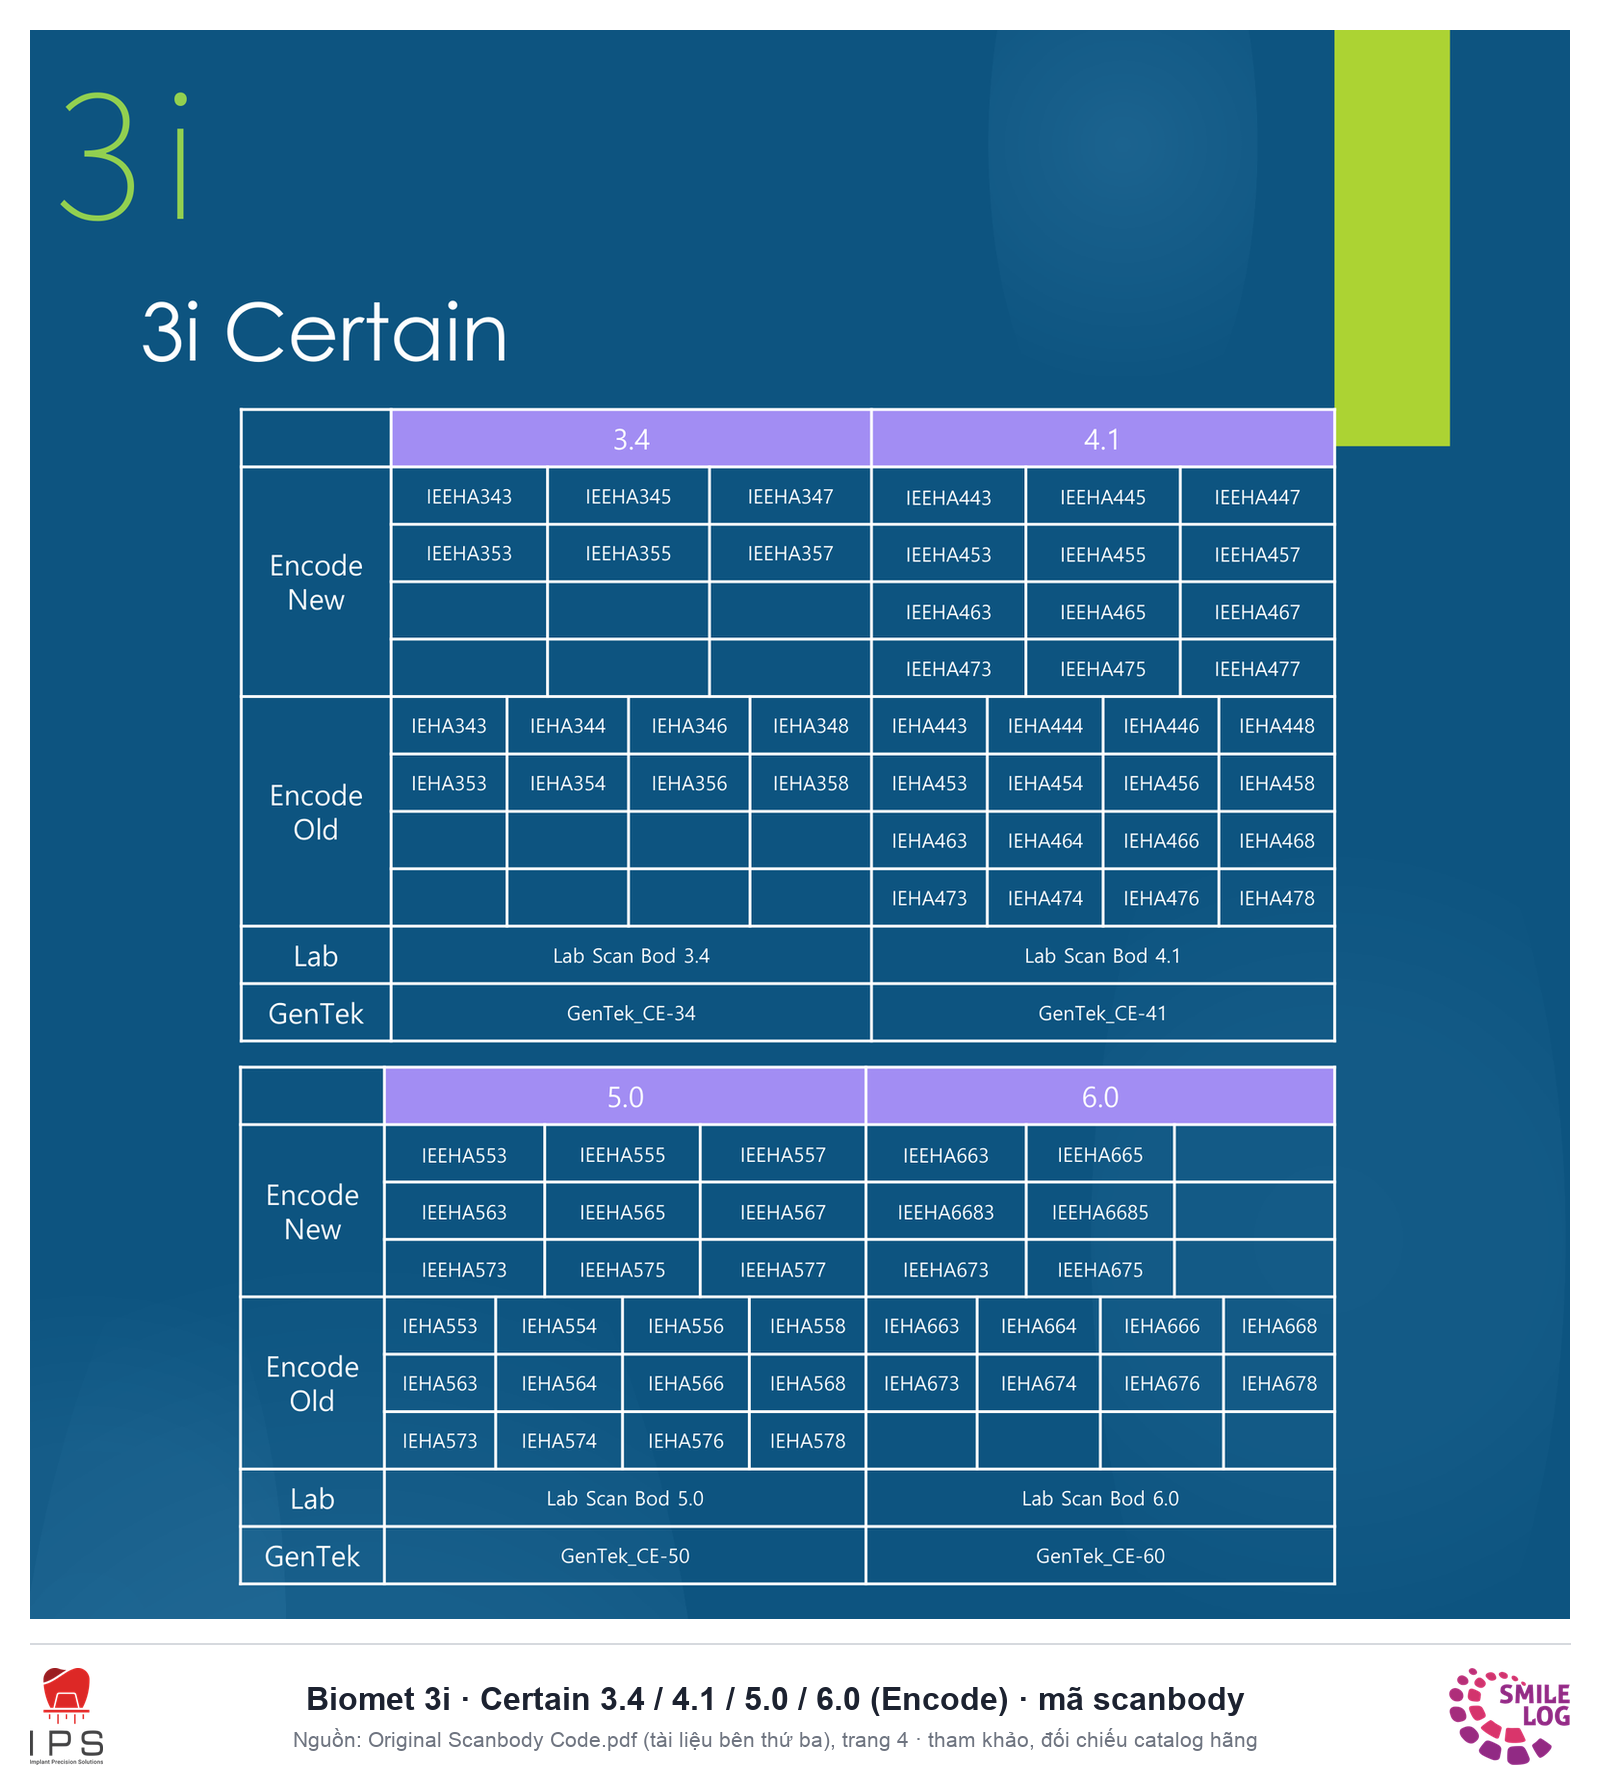 3i
3i Certain
3.4 4.1
Encode New
IEEHA343 IEEHA345 IEEHA347 IEEHA443 IEEHA445 IEEHA447
IEEHA353 IEEHA355 IEEHA357 IEEHA453 IEEHA455 IEEHA457
IEEHA463 IEEHA465 IEEHA467
IEEHA473 IEEHA475 IEEHA477
Encode Old
IEHA343 IEHA344 IEHA346 IEHA348 IEHA443 IEHA444 IEHA446 IEHA448
IEHA353 IEHA354 IEHA356 IEHA358 IEHA453 IEHA454 IEHA456 IEHA458
IEHA463 IEHA464 IEHA466 IEHA468
IEHA473 IEHA474 IEHA476 IEHA478
Lab Lab Scan Bod 3.4 Lab Scan Bod 4.1
GenTek GenTek_CE-34 GenTek_CE-41
5.0 6.0
Encode New
IEEHA553 IEEHA555 IEEHA557 IEEHA663 IEEHA665
IEEHA563 IEEHA565 IEEHA567 IEEHA6683 IEEHA6685
IEEHA573 IEEHA575 IEEHA577 IEEHA673 IEEHA675
Encode Old
IEHA553 IEHA554 IEHA556 IEHA558 IEHA663 IEHA664 IEHA666 IEHA668
IEHA563 IEHA564 IEHA566 IEHA568 IEHA673 IEHA674 IEHA676 IEHA678
IEHA573 IEHA574 IEHA576 IEHA578
Lab Lab Scan Bod 5.0 Lab Scan Bod 6.0
GenTek GenTek_CE-50 GenTek_CE-60
IPS
Implant Precision Solutions
Biomet 3i · Certain 3.4 / 4.1 / 5.0 / 6.0 (Encode) · mã scanbody
Nguồn: Original Scanbody Code.pdf (tài liệu bên thứ ba), trang 4 · tham khảo, đối chiếu catalog hãng
SMILE
LOG